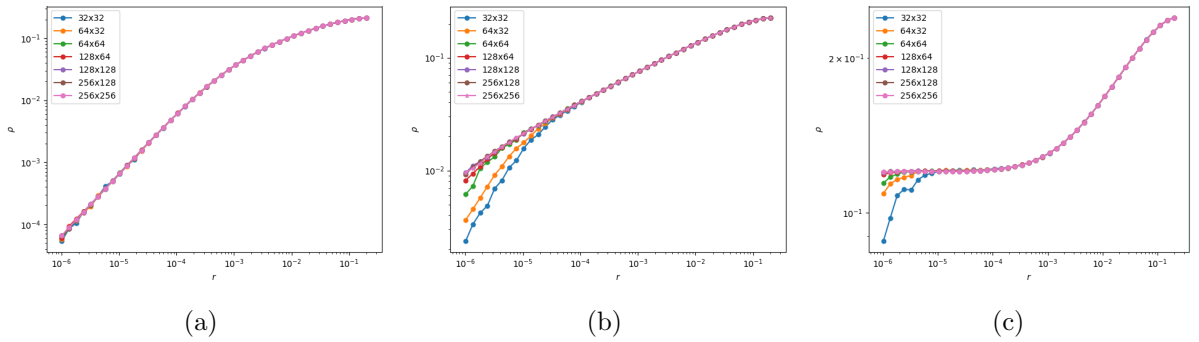 32x32
64x32
64x64
128x64
128x128
256x128
256x256
10⁻¹
10⁻²
10⁻³
10⁻⁴
ρ
10⁻⁶ 10⁻⁵ 10⁻⁴ 10⁻³ 10⁻² 10⁻¹
r
(a)
32x32
64x32
64x64
128x64
128x128
256x128
256x256
10⁻¹
10⁻²
ρ
10⁻⁶ 10⁻⁵ 10⁻⁴ 10⁻³ 10⁻² 10⁻¹
r
(b)
32x32
64x32
64x64
128x64
128x128
256x128
256x256
2 × 10⁻¹
10⁻¹
ρ
10⁻⁶ 10⁻⁵ 10⁻⁴ 10⁻³ 10⁻² 10⁻¹
r
(c)